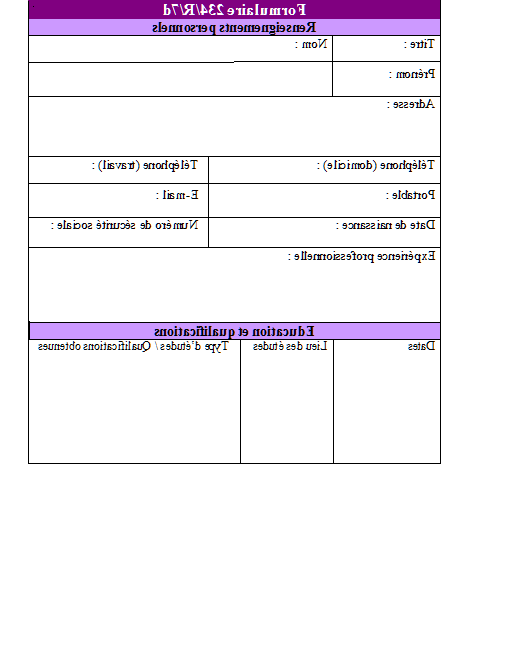 Formulaire 234/R/7d
Renseignements personnels
Titre : Nom :
Prénom :
Adresse :
Téléphone (domicile) : Téléphone (travail) :
Portable : E-mail :
Date de naissance : Numéro de sécurité sociale :
Expérience professionnelle :
Education et qualifications
Dates Lieu des études Type d'études / Qualifications obtenues